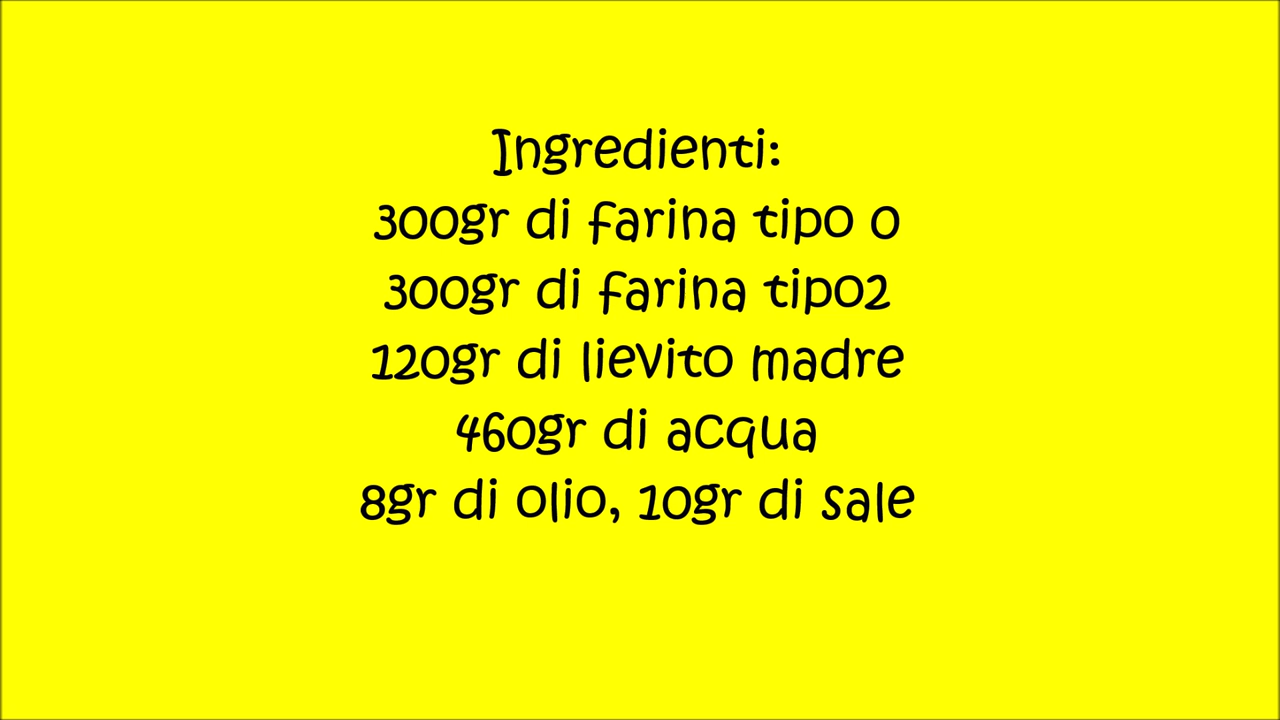 Ingredienti:
300gr di farina tipo 0
300gr di farina tipo2
120gr di lievito madre
460gr di acqua
8gr di olio, 10gr di sale